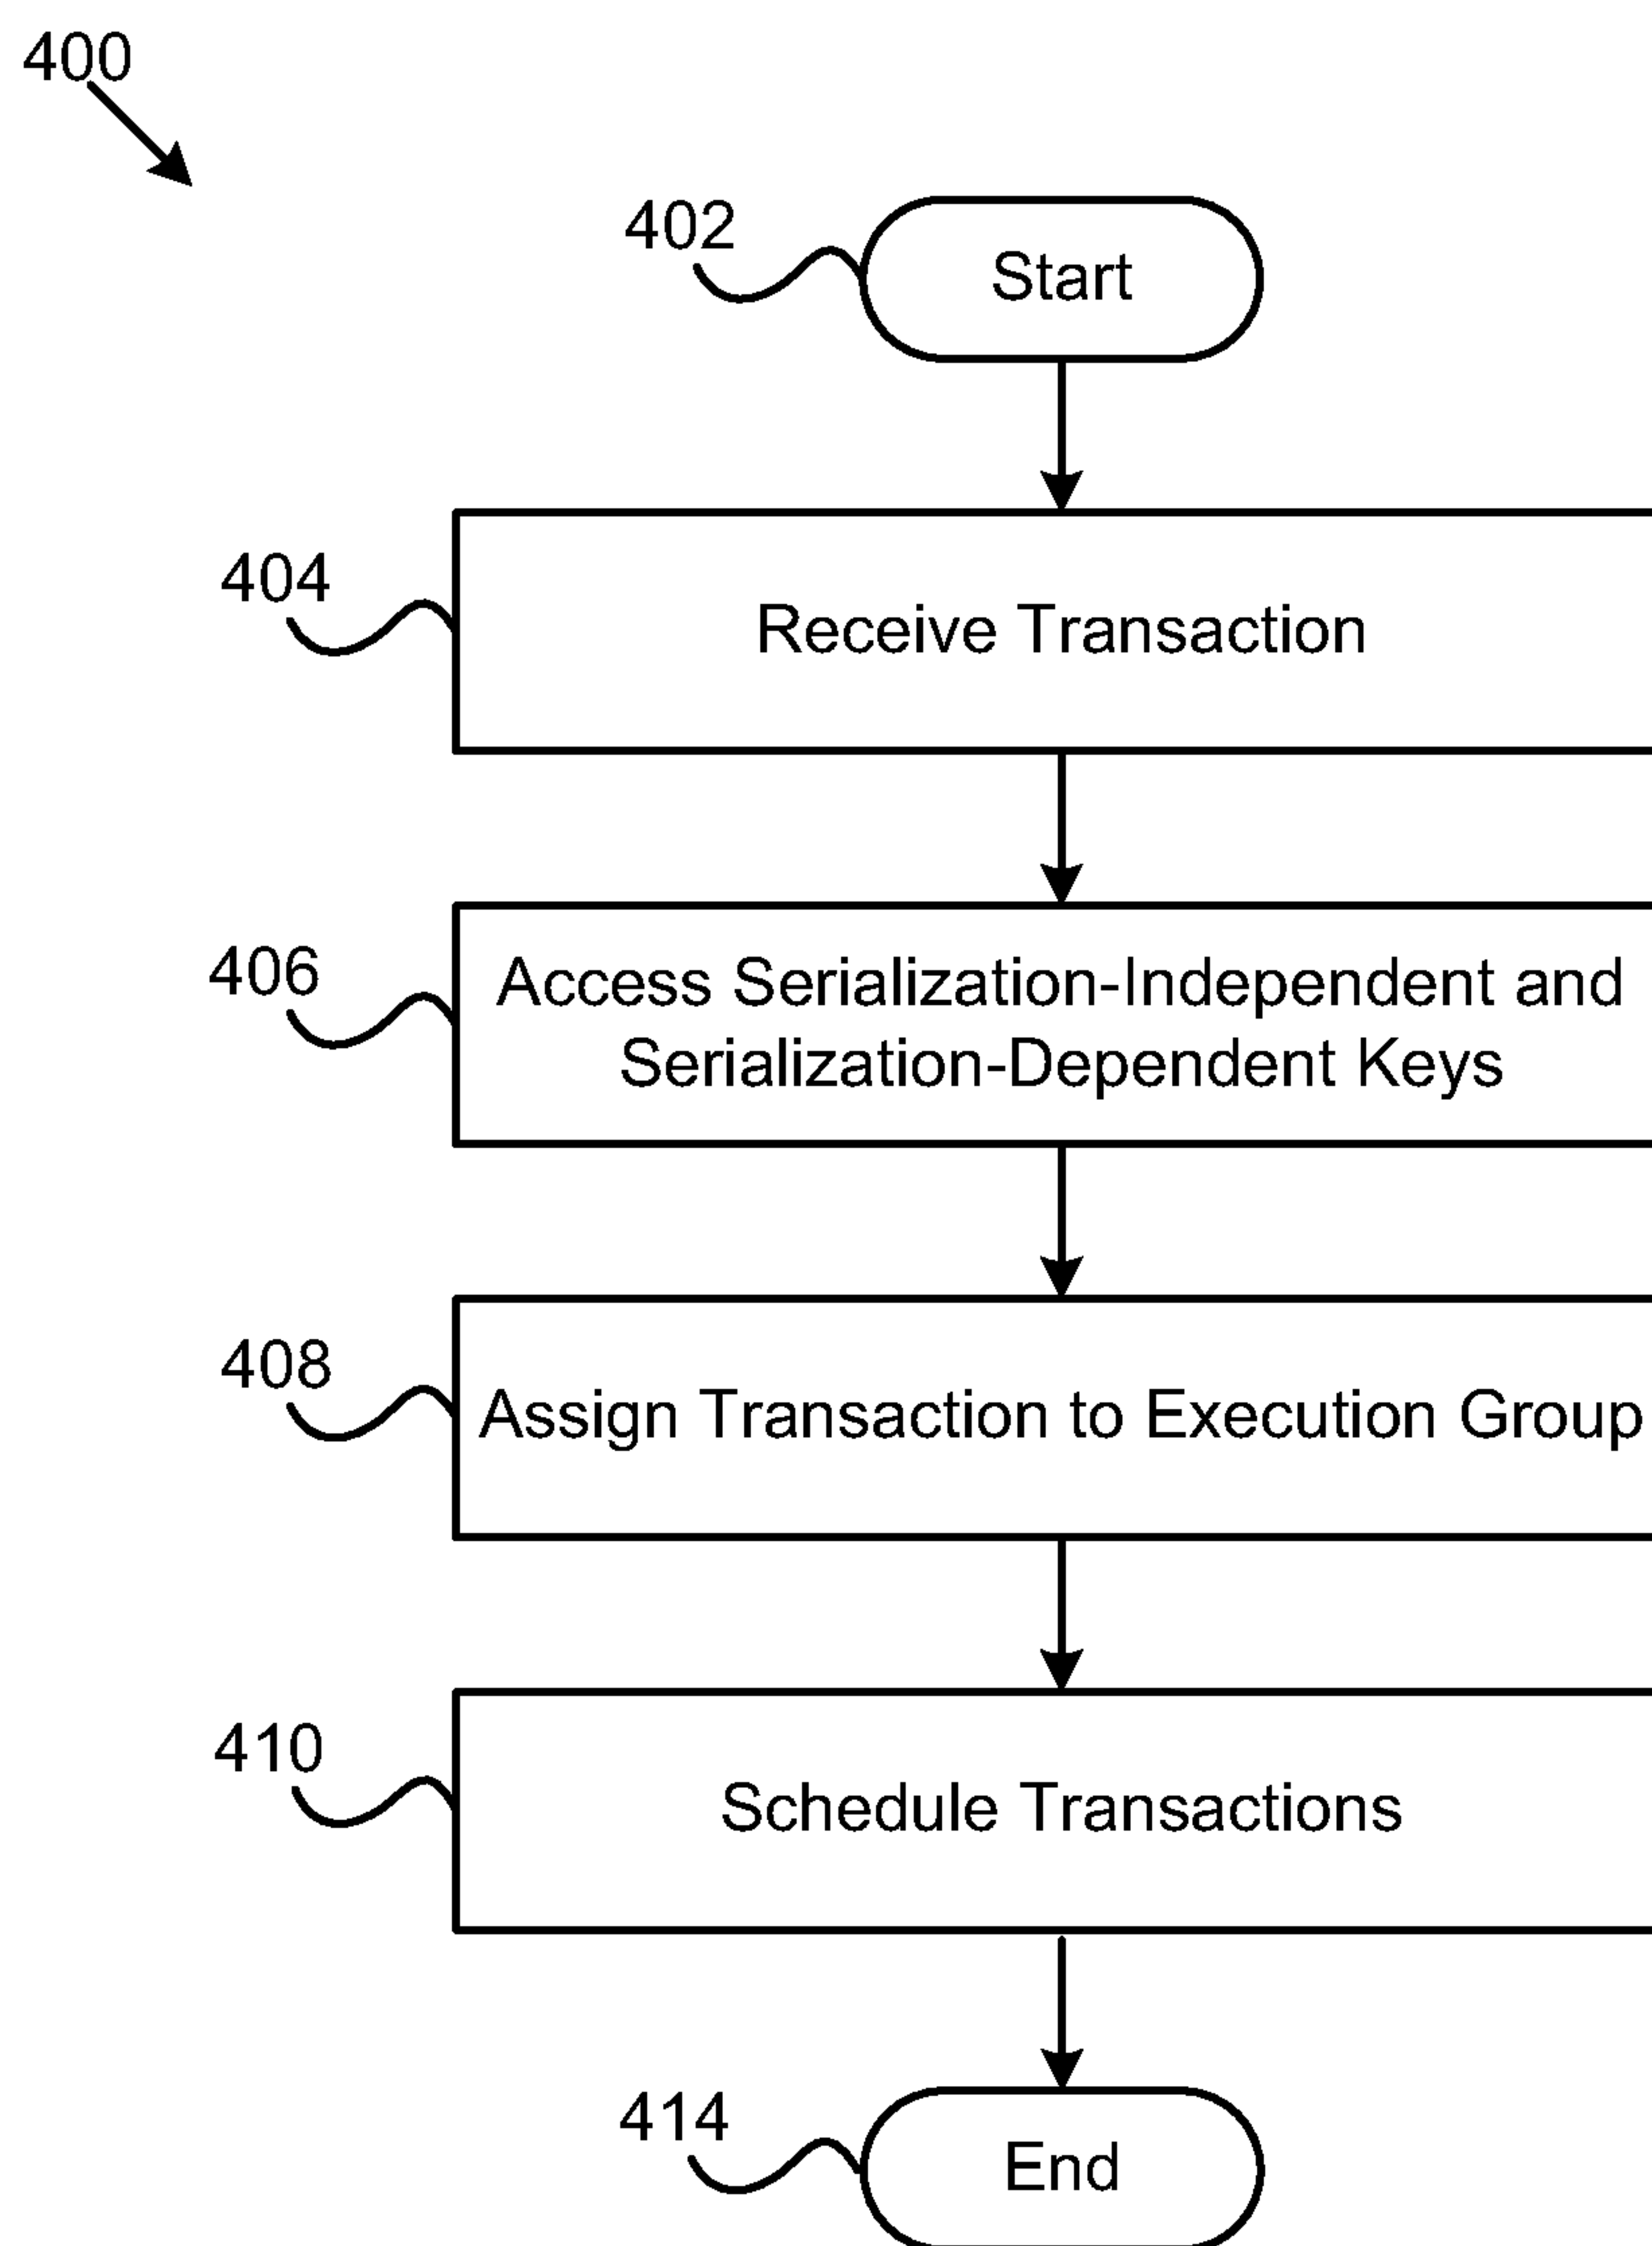 400
402
Start
404
Receive Transaction
406
Access Serialization-Independent and
Serialization-Dependent Keys
408
Assign Transaction to Execution Group
410
Schedule Transactions
414
End